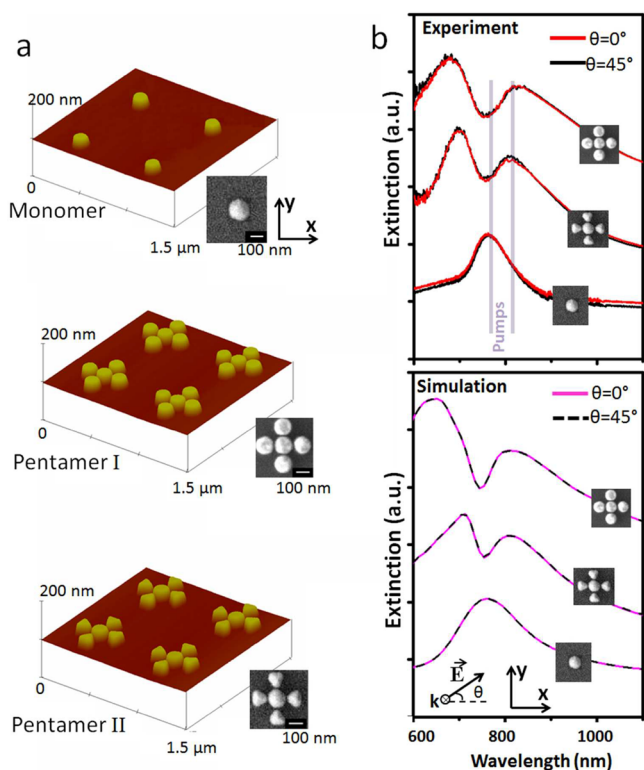 a
200 nm
0
Monomer
1.5 μm
100 nm
y
x
200 nm
0
Pentamer I
1.5 μm
100 nm
200 nm
0
Pentamer II
1.5 μm
100 nm
b
Experiment
θ=0°
θ=45°
Extinction (a.u.)
Pumps
Simulation
θ=0°
θ=45°
Extinction (a.u.)
E
k
θ
y
x
600 800 1000
Wavelength (nm)